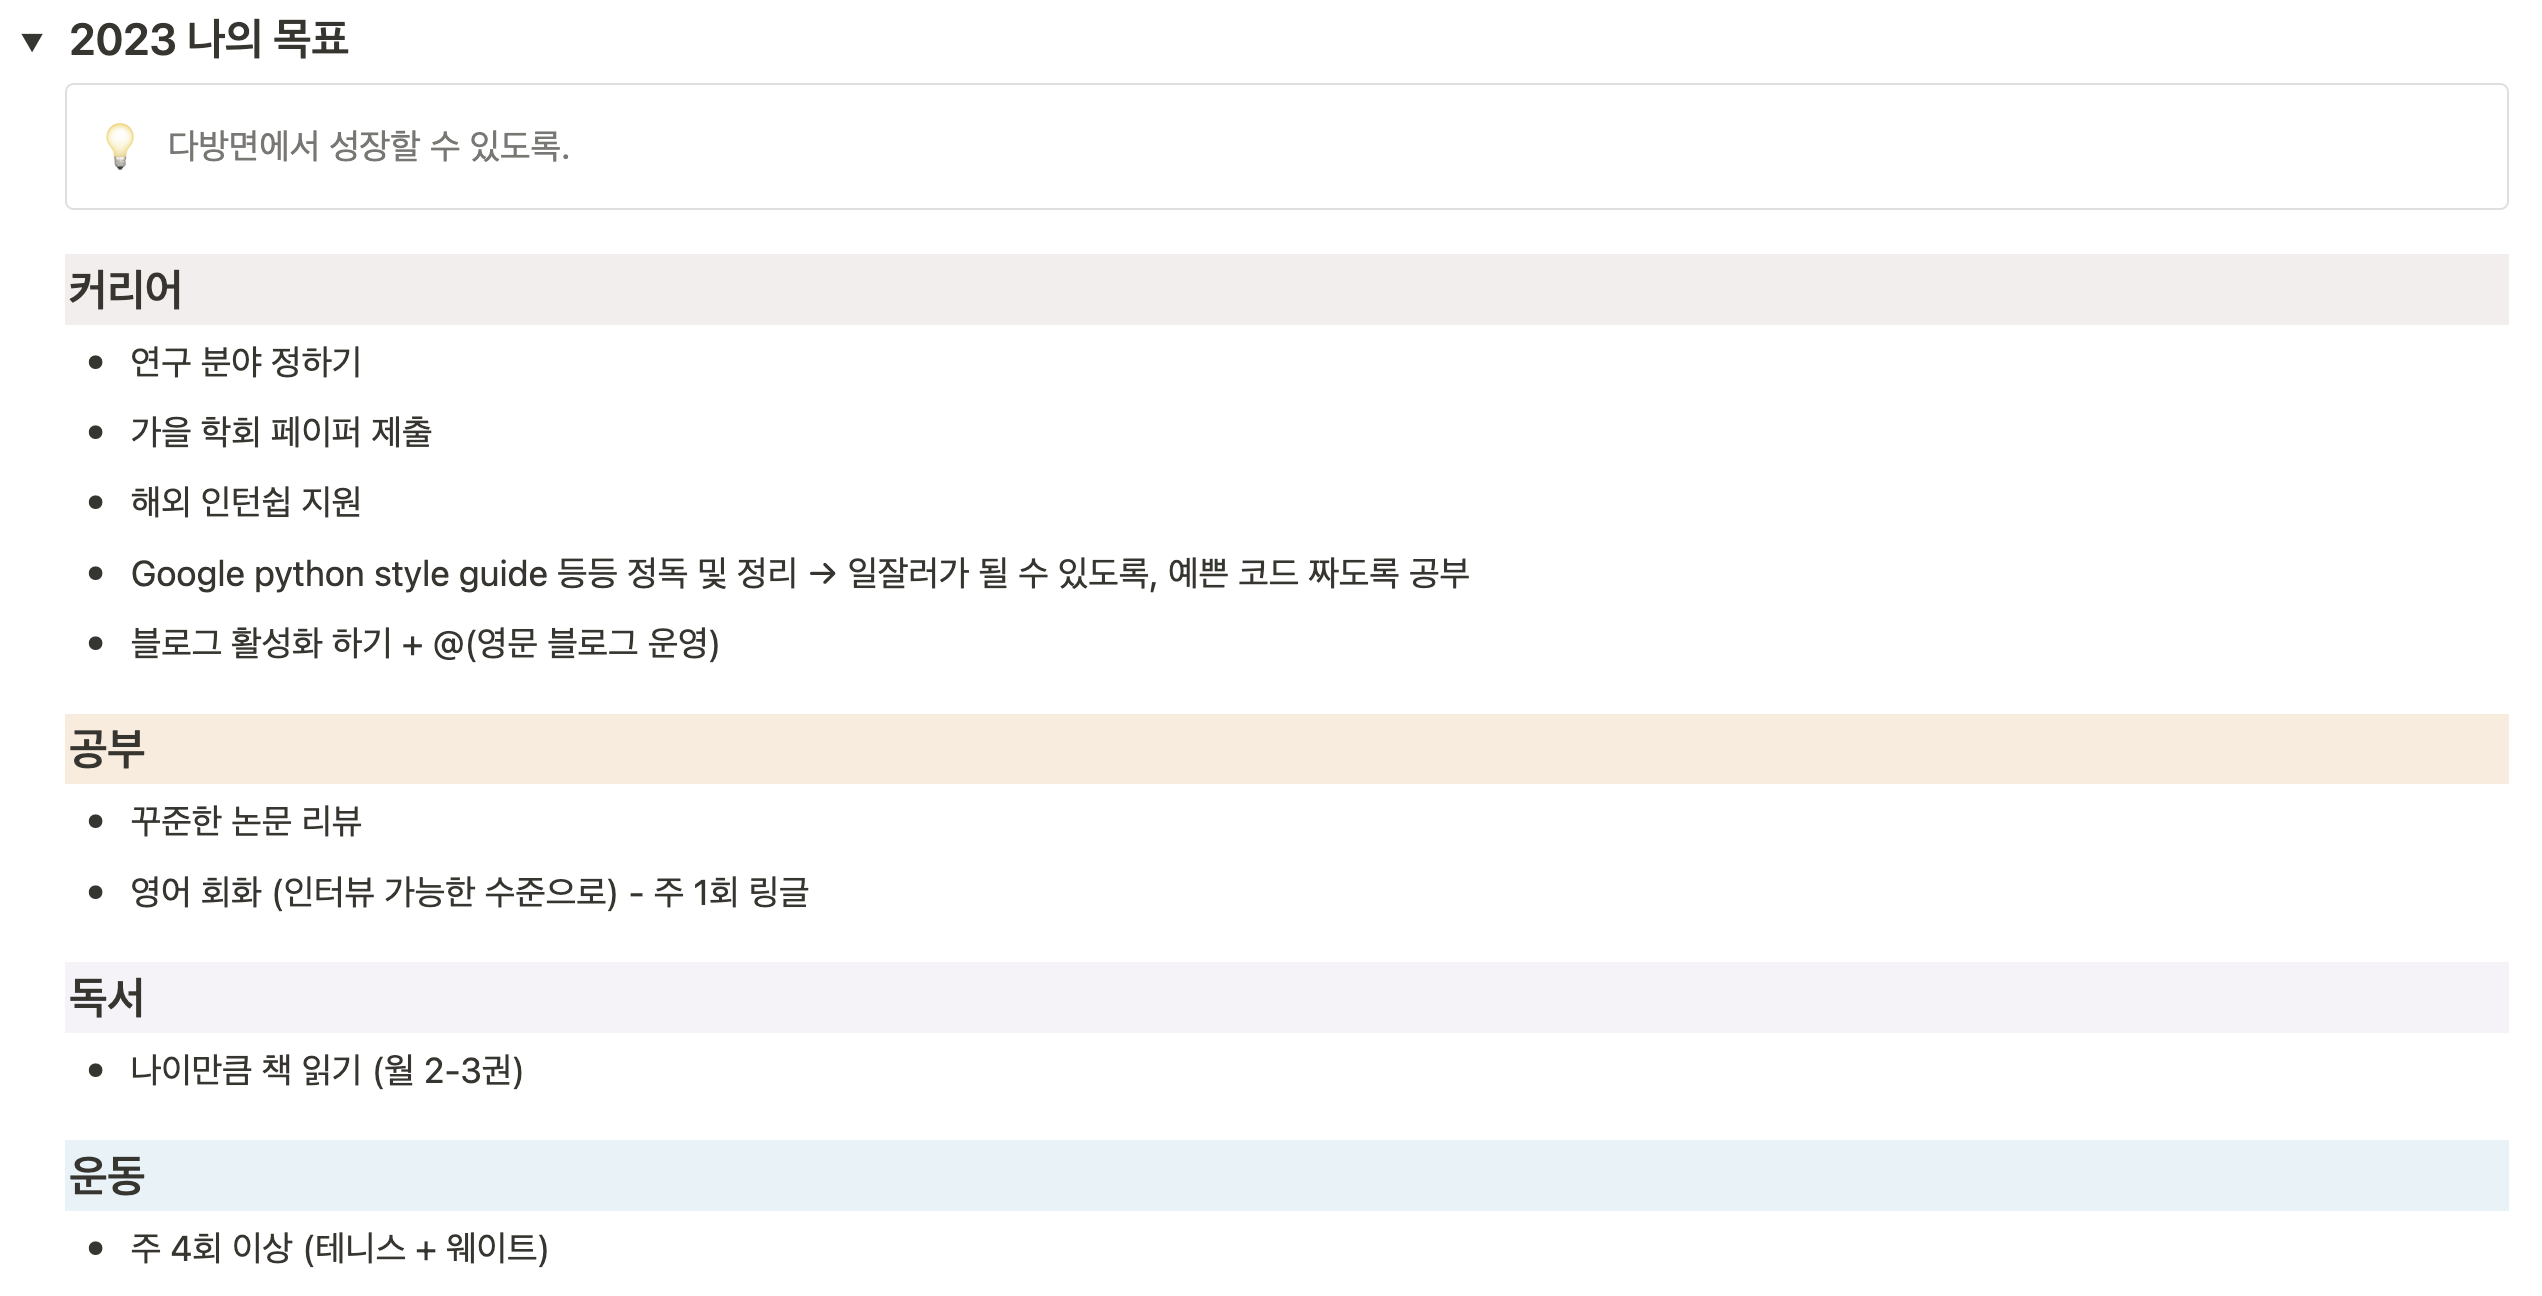 2023 나의 목표
다방면에서 성장할 수 있도록.
커리어
연구 분야 정하기
가을 학회 페이퍼 제출
해외 인턴쉽 지원
Google python style guide 등등 정독 및 정리 → 일잘러가 될 수 있도록, 예쁜 코드 짜도록 공부
블로그 활성화 하기 + @(영문 블로그 운영)
공부
꾸준한 논문 리뷰
영어 회화 (인터뷰 가능한 수준으로) - 주 1회 링글
독서
나이만큼 책 읽기 (월 2-3권)
운동
주 4회 이상 (테니스 + 웨이트)